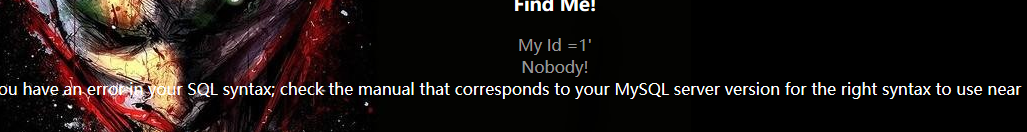 Find Me!
My Id =1'
Nobody!
ou have an error in your SQL syntax; check the manual that corresponds to your MySQL server version for the right syntax to use near